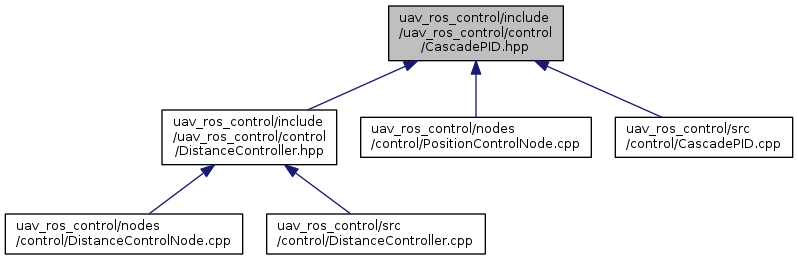 uav_ros_control/include
/uav_ros_control/control
/CascadePID.hpp
uav_ros_control/include
/uav_ros_control/control
/DistanceController.hpp
uav_ros_control/nodes
/control/PositionControlNode.cpp
uav_ros_control/src
/control/CascadePID.cpp
uav_ros_control/nodes
/control/DistanceControlNode.cpp
uav_ros_control/src
/control/DistanceController.cpp